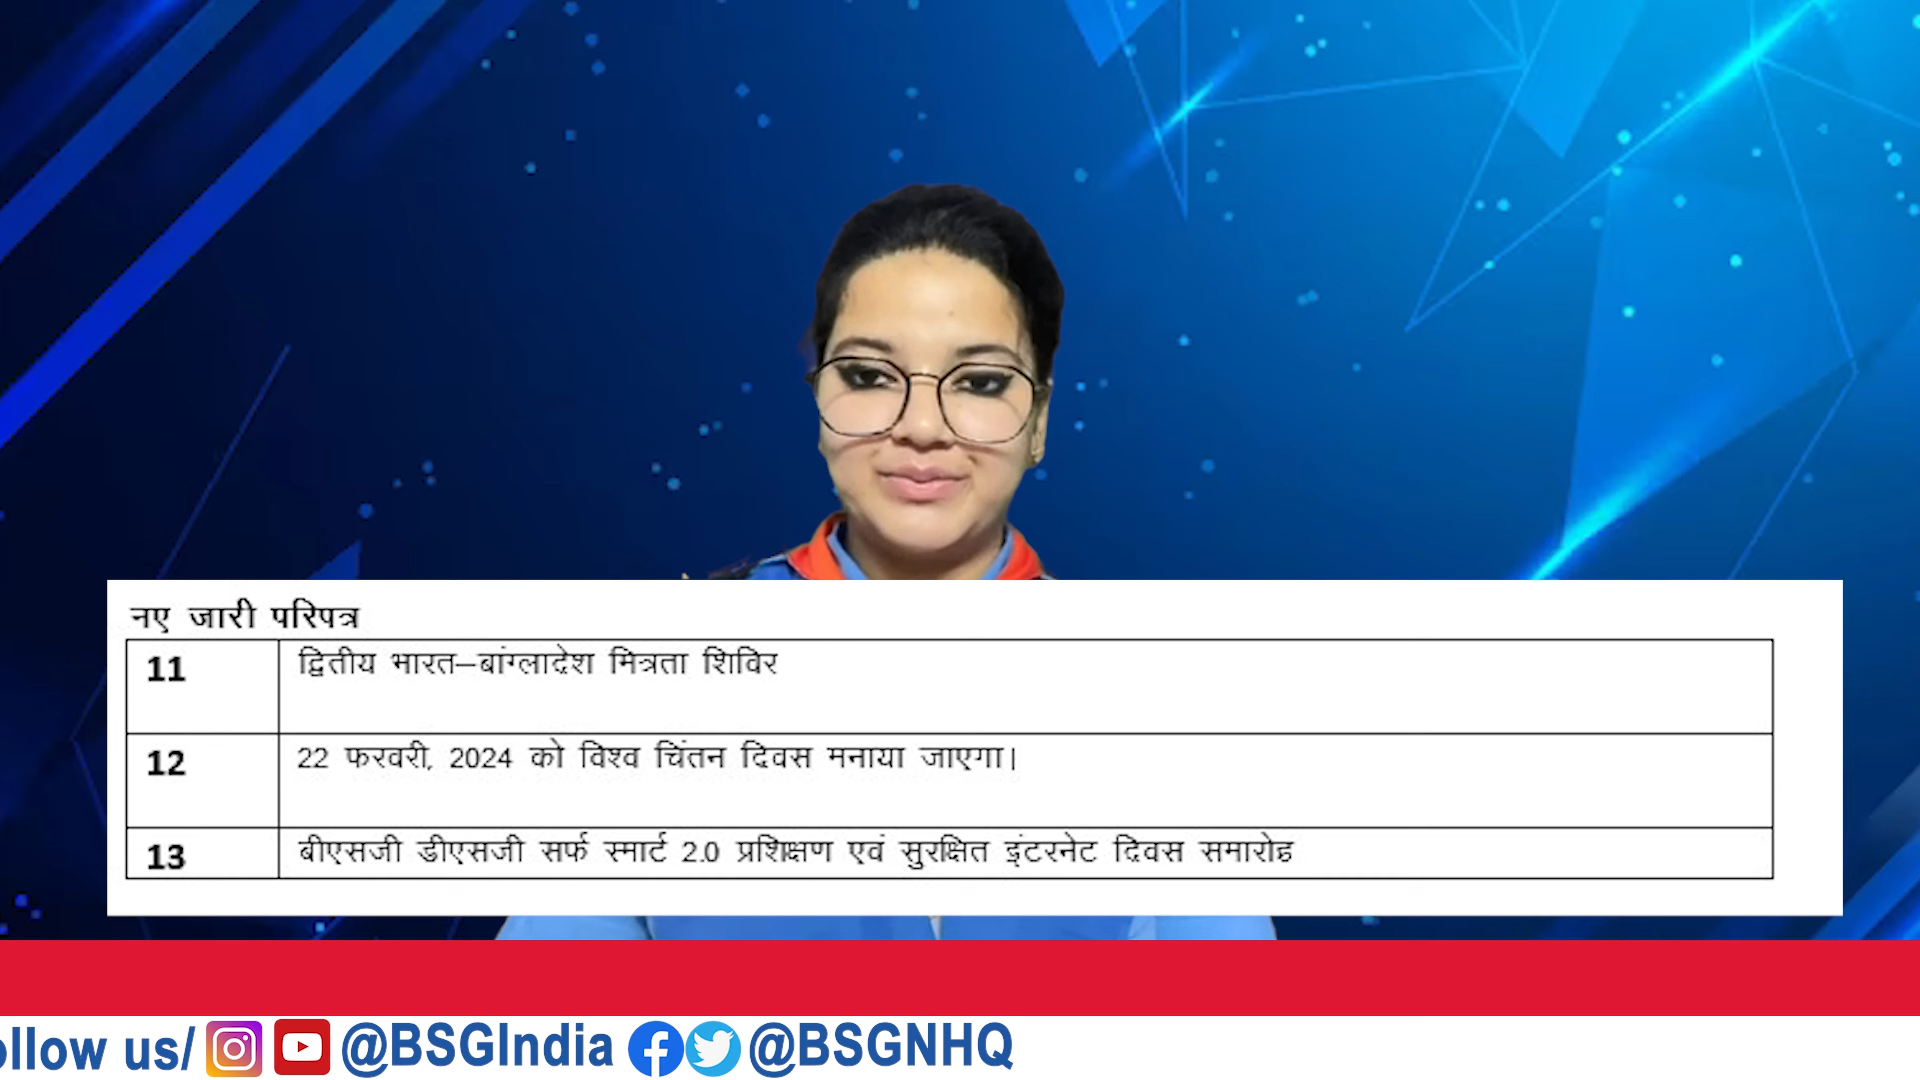 नए जारी परिपत्र
11 द्वितीय भारत–बांग्लादेश मित्रता शिविर
12 22 फरवरी, 2024 को विश्व चिंतन दिवस मनाया जाएगा।
13 बीएसजी डीएसजी सर्फ स्मार्ट 2.0 प्रशिक्षण एवं सुरक्षित इंटरनेट दिवस समारोह
ollow us/ @BSGIndia @BSGNHQ